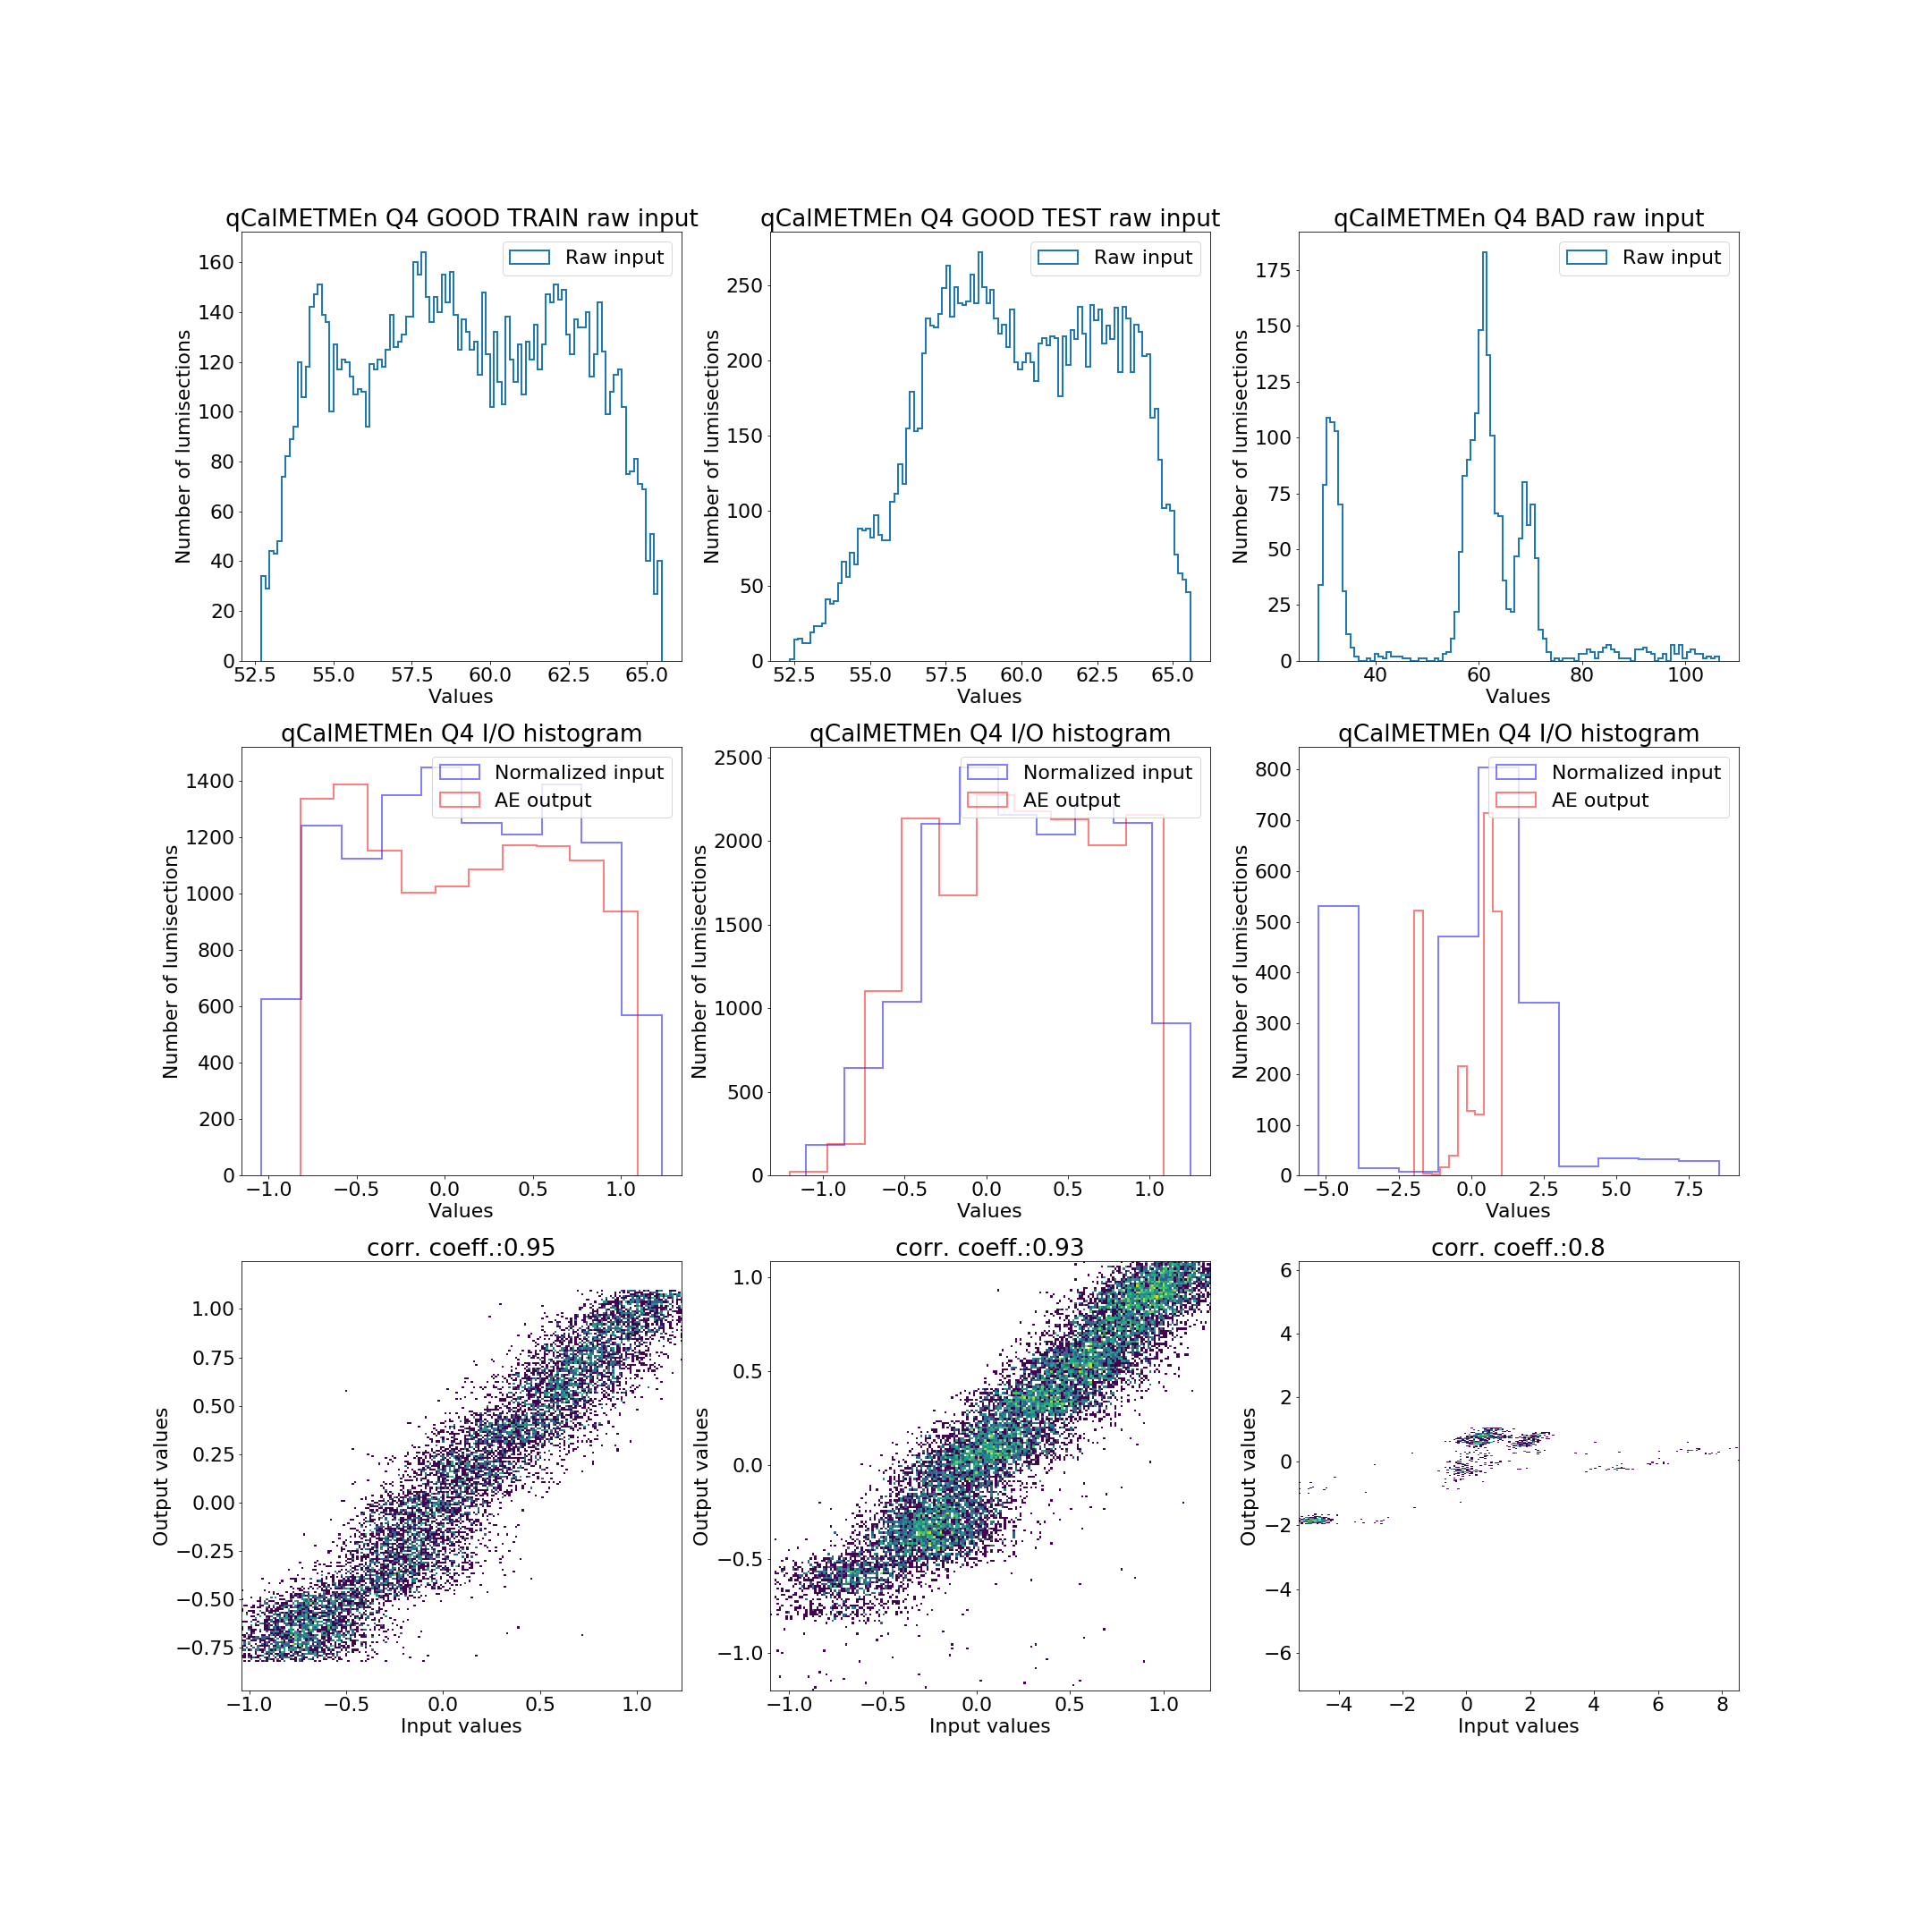 qCalMETMEn Q4 GOOD TRAIN raw input
Raw input
Number of lumisections
160
140
120
100
80
60
40
20
0
52.5 55.0 57.5 60.0 62.5 65.0
Values
qCalMETMEn Q4 GOOD TEST raw input
Raw input
Number of lumisections
250
200
150
100
50
0
52.5 55.0 57.5 60.0 62.5 65.0
Values
qCalMETMEn Q4 BAD raw input
Raw input
Number of lumisections
175
150
125
100
75
50
25
0
40 60 80 100
Values
qCalMETMEn Q4 I/O histogram
Normalized input
AE output
Number of lumisections
1400
1200
1000
800
600
400
200
0
−1.0 −0.5 0.0 0.5 1.0
Values
qCalMETMEn Q4 I/O histogram
Normalized input
AE output
Number of lumisections
2500
2000
1500
1000
500
0
−1.0 −0.5 0.0 0.5 1.0
Values
qCalMETMEn Q4 I/O histogram
Normalized input
AE output
Number of lumisections
800
700
600
500
400
300
200
100
0
−5.0 −2.5 0.0 2.5 5.0 7.5
Values
corr. coeff.:0.95
Output values
1.00
0.75
0.50
0.25
0.00
−0.25
−0.50
−0.75
−1.0 −0.5 0.0 0.5 1.0
Input values
corr. coeff.:0.93
Output values
1.0
0.5
0.0
−0.5
−1.0
−1.0 −0.5 0.0 0.5 1.0
Input values
corr. coeff.:0.8
Output values
6
4
2
0
−2
−4
−6
−4 −2 0 2 4 6 8
Input values